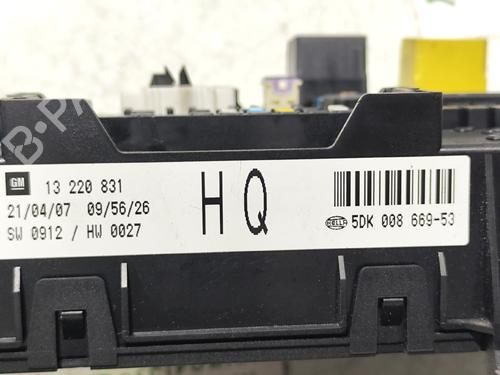 GM 13 220 831
21/04/07 09/56/26
SW 0912 / HW 0027
HQ
HELLA 5DK 008 669-53